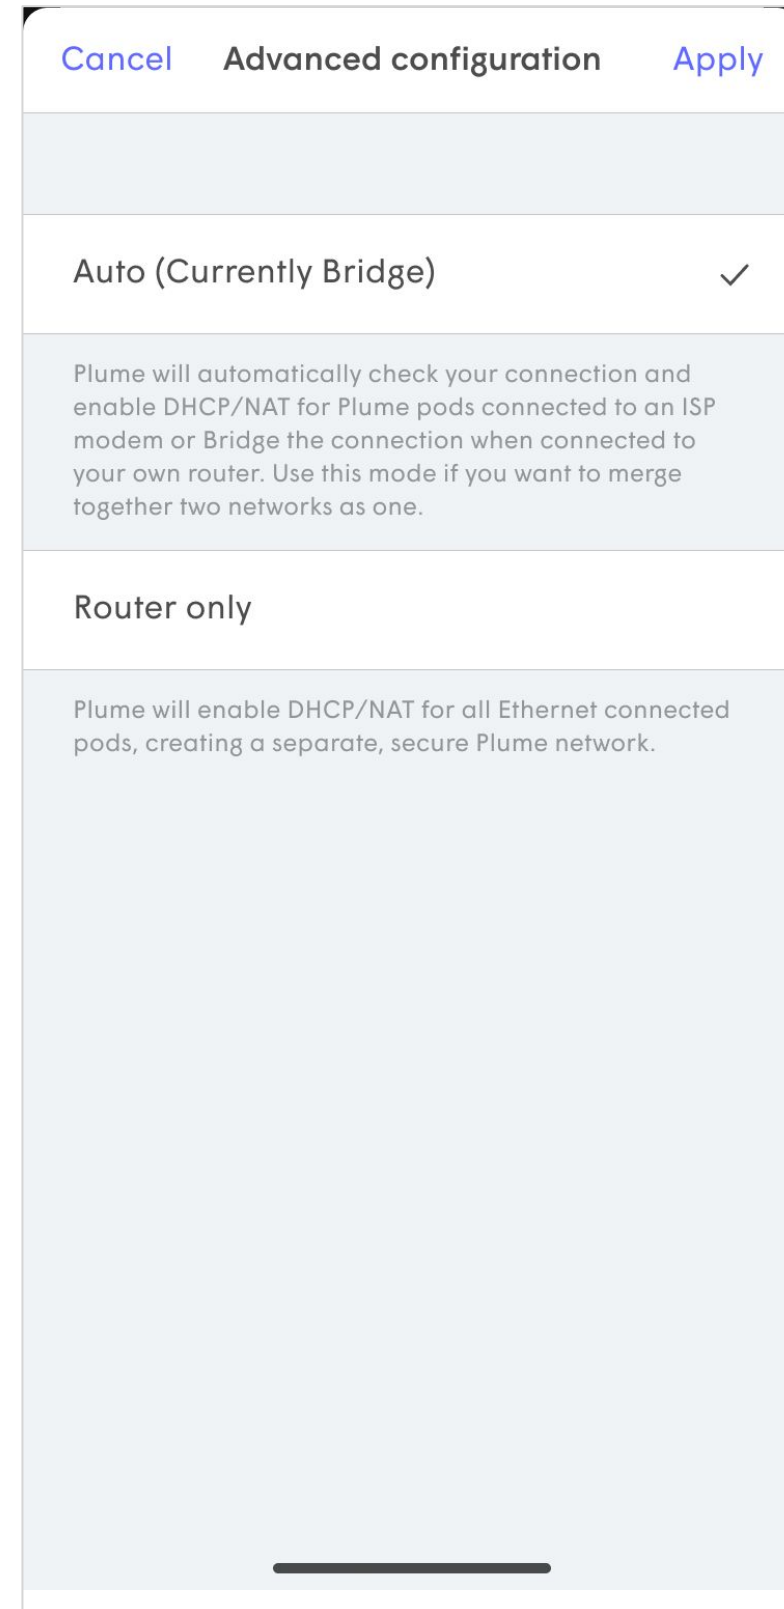 Cancel Advanced configuration Apply
Auto (Currently Bridge)
Plume will automatically check your connection and
enable DHCP/NAT for Plume pods connected to an ISP
modem or Bridge the connection when connected to
your own router. Use this mode if you want to merge
together two networks as one.
Router only
Plume will enable DHCP/NAT for all Ethernet connected
pods, creating a separate, secure Plume network.